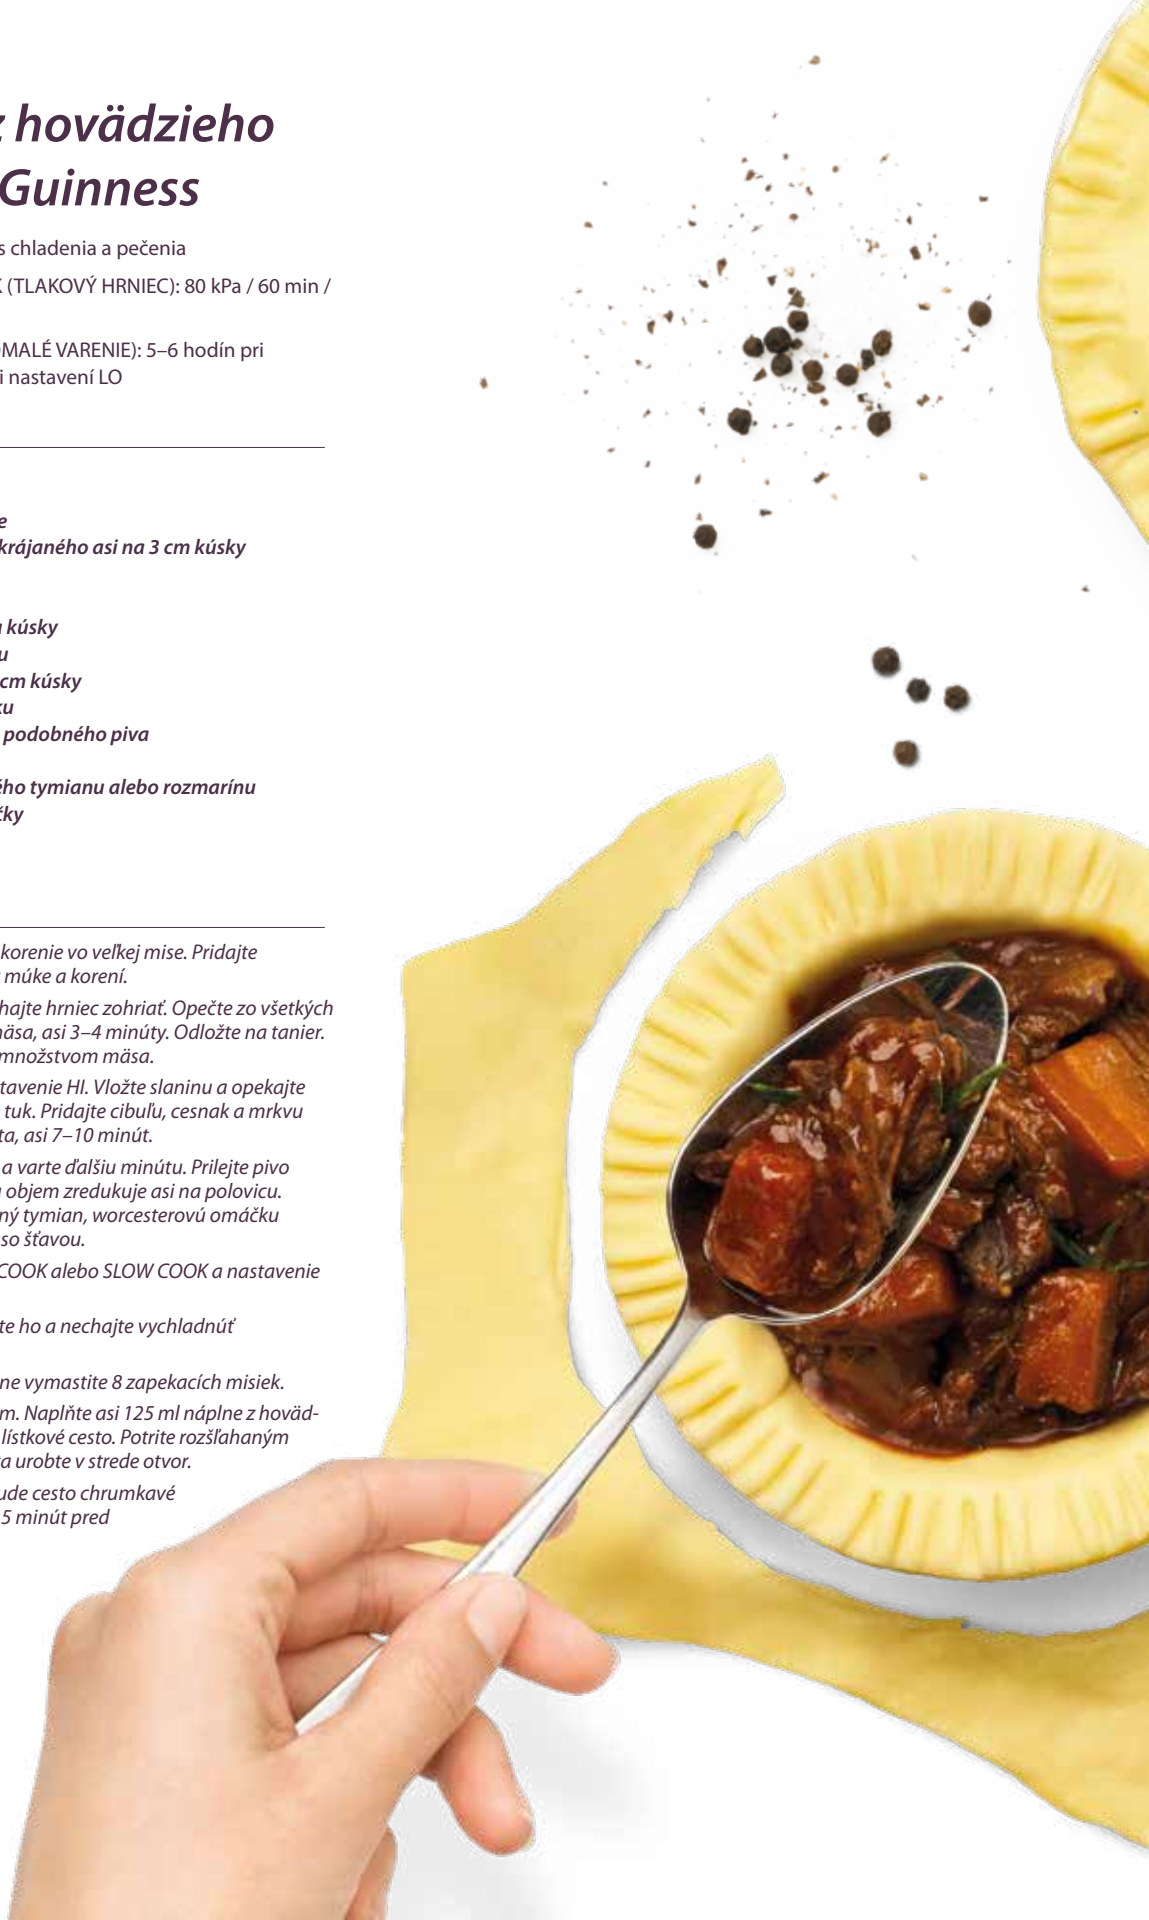 z hovädzieho
Guinness
s chladenia a pečenia
K (TLAKOVÝ HRNIEC): 80 kPa / 60 min /
OMALÉ VARENIE): 5–6 hodín pri
i nastavení LO
e
krájaného asi na 3 cm kúsky
kúsky
u
cm kúsky
ku
podobného piva
ého tymianu alebo rozmarínu
čky
korenie vo veľkej mise. Pridajte
múke a korení.
hajte hrniec zohriať. Opečte zo všetkých
mäsa, asi 3–4 minúty. Odložte na tanier.
množstvom mäsa.
tavenie HI. Vložte slaninu a opekajte
tuk. Pridajte cibuľu, cesnak a mrkvu
ta, asi 7–10 minút.
a varte ďalšiu minútu. Prilejte pivo
objem zredukuje asi na polovicu.
ný tymian, worcesterovú omáčku
so šťavou.
COOK alebo SLOW COOK a nastavenie
te ho a nechajte vychladnúť
ne vymastite 8 zapekacích misiek.
m. Naplňte asi 125 ml náplne z hoväd-
lístkové cesto. Potrite rozšľahaným
a urobte v strede otvor.
ude cesto chrumkavé
5 minút pred